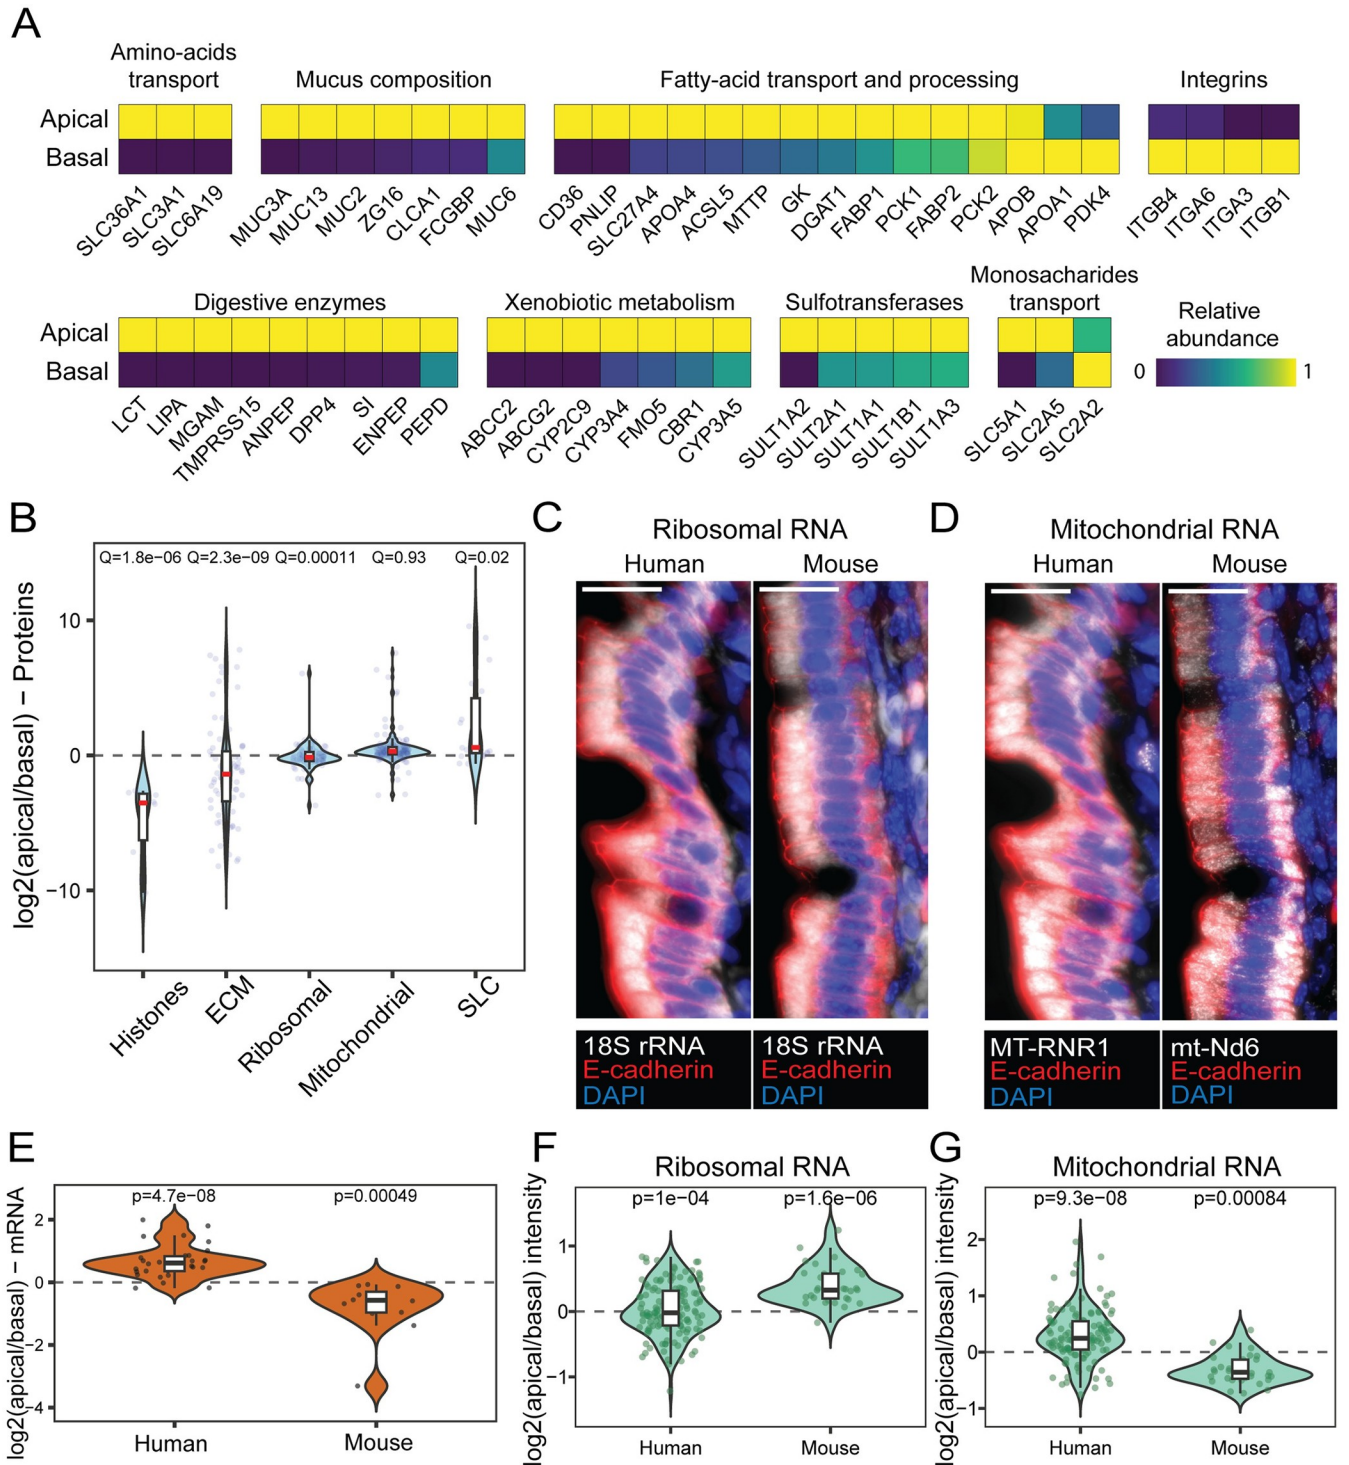 A
Amino-acids
transport
Mucus composition
Fatty-acid transport and processing
Integrins
Apical
Basal
SLC36A1
SLC3A1
SLC6A19
MUC3A
MUC13
MUC2
ZG16
CLCA1
FCGBP
MUC6
CD36
PNLIP
SLC27A4
APOA4
ACSL5
MTTP
GK
DGAT1
FABP1
PCK1
FABP2
PCK2
APOB
APOA1
PDK4
ITGB4
ITGA6
ITGA3
ITGB1
Digestive enzymes
Xenobiotic metabolism
Sulfotransferases
Monosacharides
transport
Relative
abundance
0
1
Apical
Basal
LCT
LIPA
MGAM
TMPRSS15
ANPEP
DPP4
SI
ENPEP
PEPD
ABCC2
ABCG2
CYP2C9
CYP3A4
FMO5
CBR1
CYP3A5
SULT1A2
SULT2A1
SULT1A1
SULT1B1
SULT1A3
SLC5A1
SLC2A5
SLC2A2
B
log2(apical/basal) − Proteins
Q=1.8e−06 Q=2.3e−09 Q=0.00011 Q=0.93 Q=0.02
10
0
−10
Histones
ECM
Ribosomal
Mitochondrial
SLC
C
Ribosomal RNA
Human
Mouse
18S rRNA
E-cadherin
DAPI
18S rRNA
E-cadherin
DAPI
D
Mitochondrial RNA
Human
Mouse
MT-RNR1
E-cadherin
DAPI
mt-Nd6
E-cadherin
DAPI
E
log2(apical/basal) − mRNA
p=4.7e−08
p=0.00049
2
0
−2
−4
Human
Mouse
F
Ribosomal RNA
log2(apical/basal) intensity
p=1e−04
p=1.6e−06
1
0
−1
Human
Mouse
G
Mitochondrial RNA
log2(apical/basal) intensity
p=9.3e−08
p=0.00084
2
1
0
−1
Human
Mouse